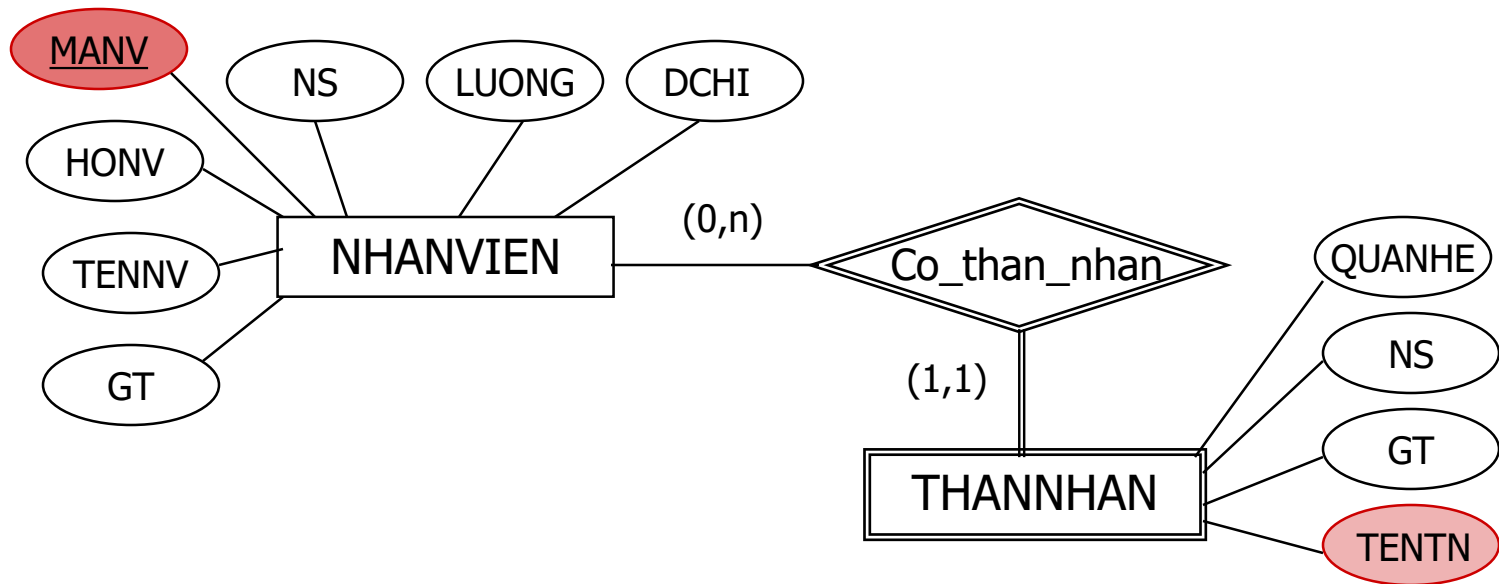 MANV
NS
LUONG
DCHI
HONV
(0,n)
NHANVIEN
Co_than_nhan
QUANHE
TENNV
NS
GT
(1,1)
GT
THANNHAN
TENTN